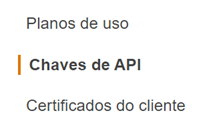 Planos de uso
Chaves de API
Certificados do cliente